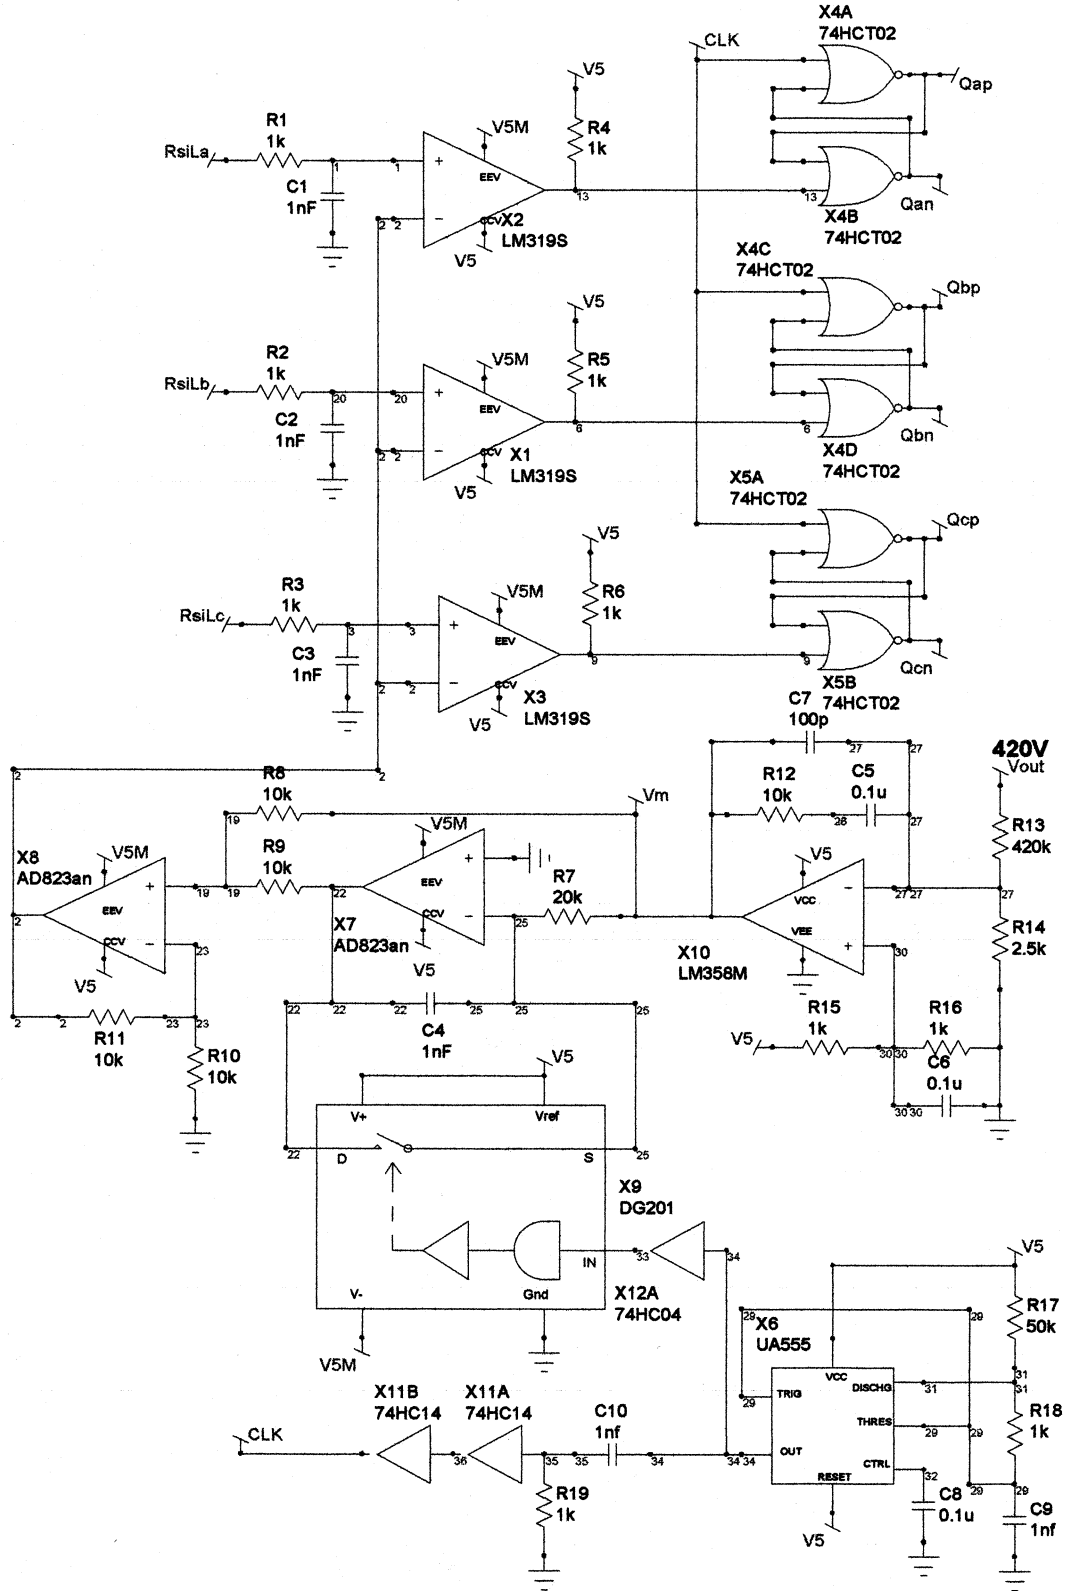 X4A
74HCT02
CLK
Qap
V5
R1
1k
R4
1k
V5M
RsiLa
1
1
+
EEV
C1
1nF
2 2
−
CCV
X2
LM319S
V5
13
13
Qan
X4B
74HCT02
X4C
74HCT02
Qbp
V5
R2
1k
R5
1k
V5M
RsiLb
20
20
+
EEV
C2
1nF
2 2
−
CCV
X1
LM319S
V5
6
6
Qbn
X4D
74HCT02
X5A
74HCT02
Qcp
V5
R3
1k
R6
1k
V5M
RsiLc
3
3
+
EEV
C3
1nF
2
2
−
CCV
X3
LM319S
V5
9
9
Qcn
X5B
74HCT02
C7
100p
27
27
420V
Vout
2
2
R8
10k
Vm
R12
10k
C5
0.1u
26
27
R13
420k
19
V5M
R9
10k
X8
AD823an
V5M
+
EEV
CCV
−
19
19
22
X7
AD823an
EEV
CCV
+
−
V5
25
R7
20k
X10
LM358M
V5
VCC
VEE
−
+
27 27
27
30
R14
2.5k
2
23
V5
2
2
R11
10k
23
23
R10
10k
22
22
22
C4
1nF
25
25
25
V5
R15
1k
30 30
R16
1k
C6
0.1u
30 30
V5
V+
Vref
22
D
S
25
X9
DG201
IN
33
34
V-
Gnd
X12A
74HC04
V5M
V5
R17
50k
29
X6
UA555
29
VCC
TRIG
DISCHG
31
31
31
THRES
29
29
R18
1k
OUT
CTRL
32
RESET
29
29
C8
0.1u
C9
1nf
V5
CLK
X11B
74HC14
36
X11A
74HC14
35
35
C10
1nf
34
34 34
R19
1k